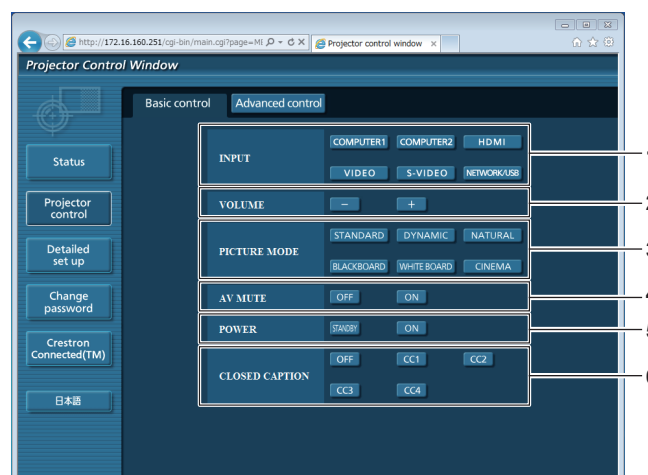 http://172.16.160.251/cgi-bin/main.cgi?page=MI
Projector control window
Projector Control Window
Basic control
Advanced control
Status
Projector
control
Detailed
set up
Change
password
Crestron
Connected(TM)
日本語
INPUT
COMPUTER1 COMPUTER2 HDMI
VIDEO S-VIDEO NETWORK/USB
VOLUME
- +
PICTURE MODE
STANDARD DYNAMIC NATURAL
BLACKBOARD WHITE BOARD CINEMA
AV MUTE
OFF ON
POWER
STANDBY ON
CLOSED CAPTION
OFF CC1 CC2
CC3 CC4